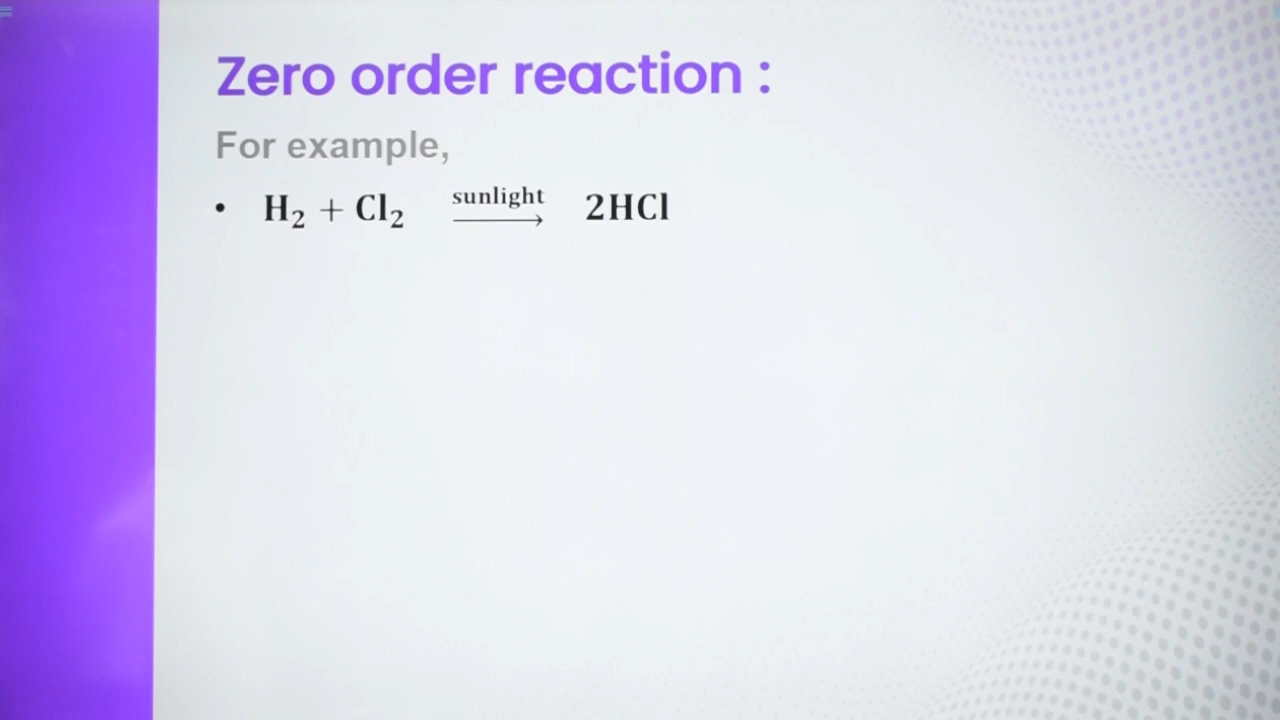 Zero order reaction :
For example,
• H₂ + Cl₂ sunlight⟶ 2HCl